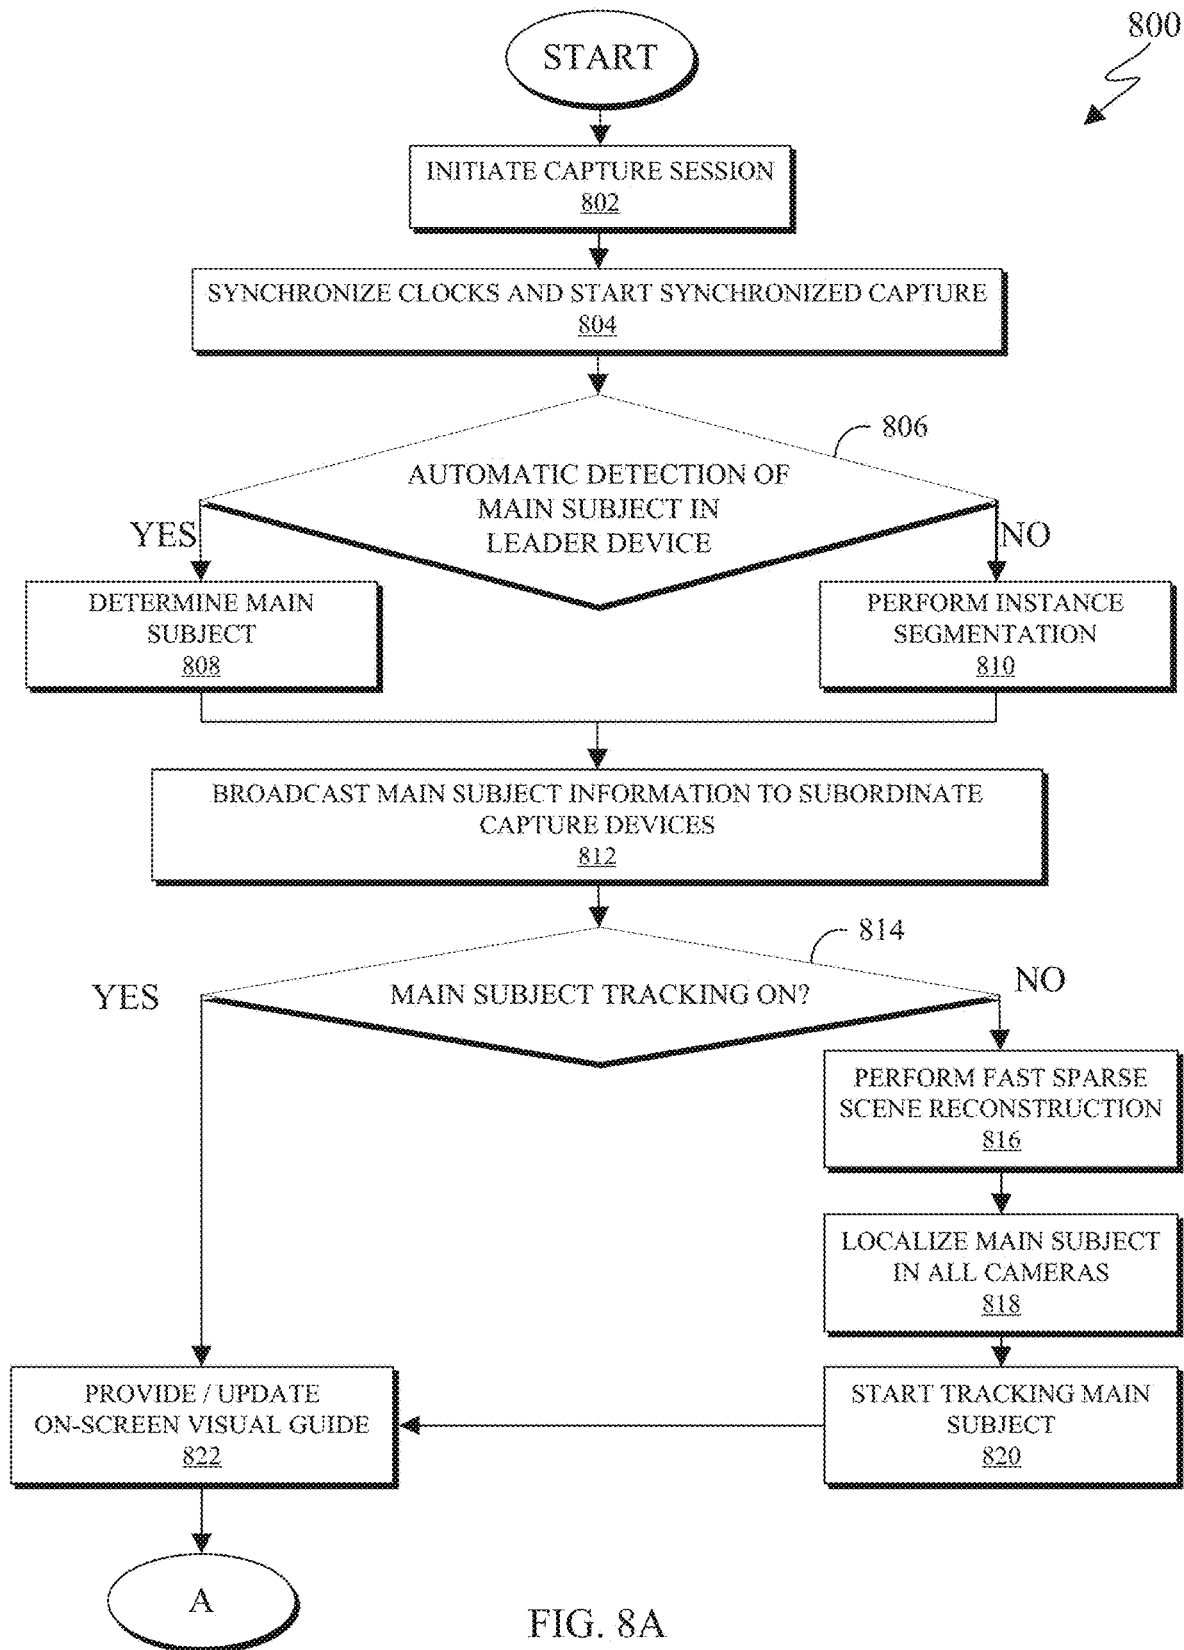 800
START
INITIATE CAPTURE SESSION
802
SYNCHRONIZE CLOCKS AND START SYNCHRONIZED CAPTURE
804
806
AUTOMATIC DETECTION OF
MAIN SUBJECT IN
LEADER DEVICE
YES
NO
DETERMINE MAIN
SUBJECT
808
PERFORM INSTANCE
SEGMENTATION
810
BROADCAST MAIN SUBJECT INFORMATION TO SUBORDINATE
CAPTURE DEVICES
812
814
MAIN SUBJECT TRACKING ON?
YES
NO
PERFORM FAST SPARSE
SCENE RECONSTRUCTION
816
LOCALIZE MAIN SUBJECT
IN ALL CAMERAS
818
START TRACKING MAIN
SUBJECT
820
PROVIDE / UPDATE
ON-SCREEN VISUAL GUIDE
822
A
FIG. 8A